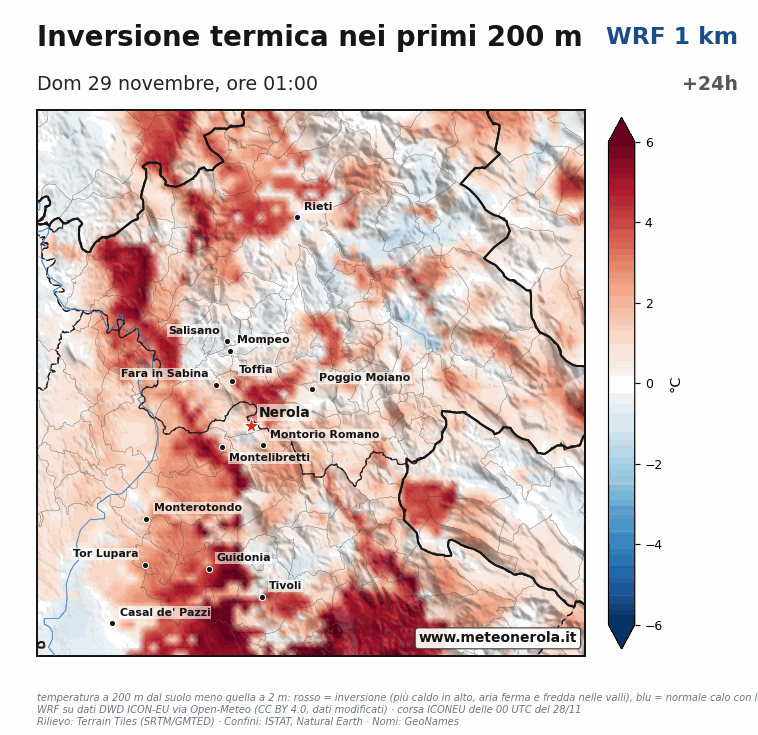 Inversione termica nei primi 200 m
WRF 1 km
Dom 29 novembre, ore 01:00
+24h
Rieti
Salisano
Mompeo
Toffia
Fara in Sabina
Poggio Moiano
Nerola
Montorio Romano
Montelibretti
Monterotondo
Tor Lupara
Guidonia
Tivoli
Casal de' Pazzi
www.meteonerola.it
6
4
2
0
−2
−4
−6
°C
temperatura a 200 m dal suolo meno quella a 2 m: rosso = inversione (più caldo in alto, aria ferma e fredda nelle valli), blu = normale calo con
WRF su dati DWD ICON-EU via Open-Meteo (CC BY 4.0, dati modificati) · corsa ICONEU delle 00 UTC del 28/11
Rilievo: Terrain Tiles (SRTM/GMTED) · Confini: ISTAT, Natural Earth · Nomi: GeoNames